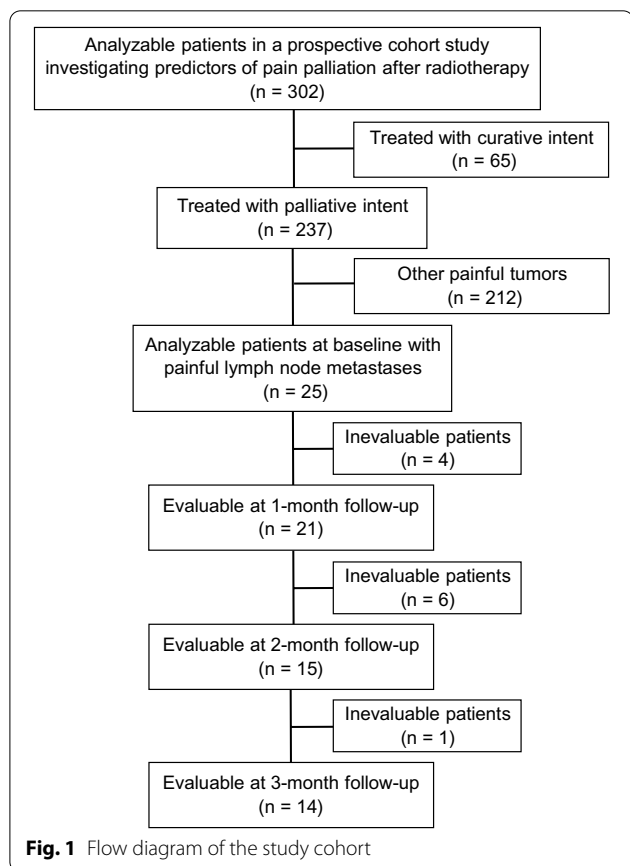 Analyzable patients in a prospective cohort study
investigating predictors of pain palliation after radiotherapy
(n = 302)
Treated with curative intent
(n = 65)
Treated with palliative intent
(n = 237)
Other painful tumors
(n = 212)
Analyzable patients at baseline with
painful lymph node metastases
(n = 25)
Inevaluable patients
(n = 4)
Evaluable at 1-month follow-up
(n = 21)
Inevaluable patients
(n = 6)
Evaluable at 2-month follow-up
(n = 15)
Inevaluable patients
(n = 1)
Evaluable at 3-month follow-up
(n = 14)
Fig. 1 Flow diagram of the study cohort